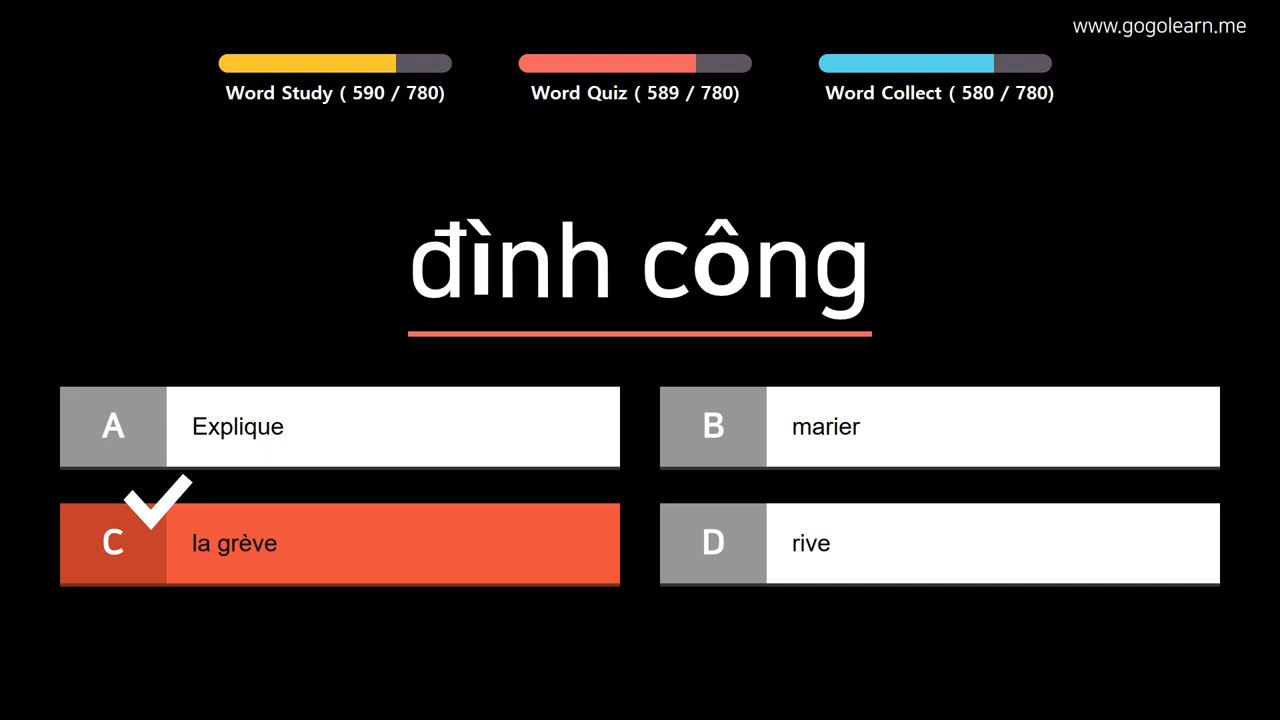 www.gogolearn.me
Word Study ( 590 / 780)
Word Quiz ( 589 / 780)
Word Collect ( 580 / 780)
đình công
A Explique
B marier
C la grève
D rive